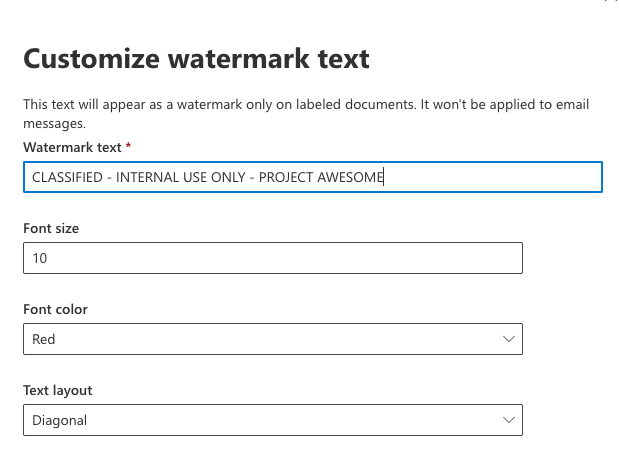 Customize watermark text
This text will appear as a watermark only on labeled documents. It won't be applied to email
messages.
Watermark text *
CLASSIFIED - INTERNAL USE ONLY - PROJECT AWESOME
Font size
10
Font color
Red
Text layout
Diagonal